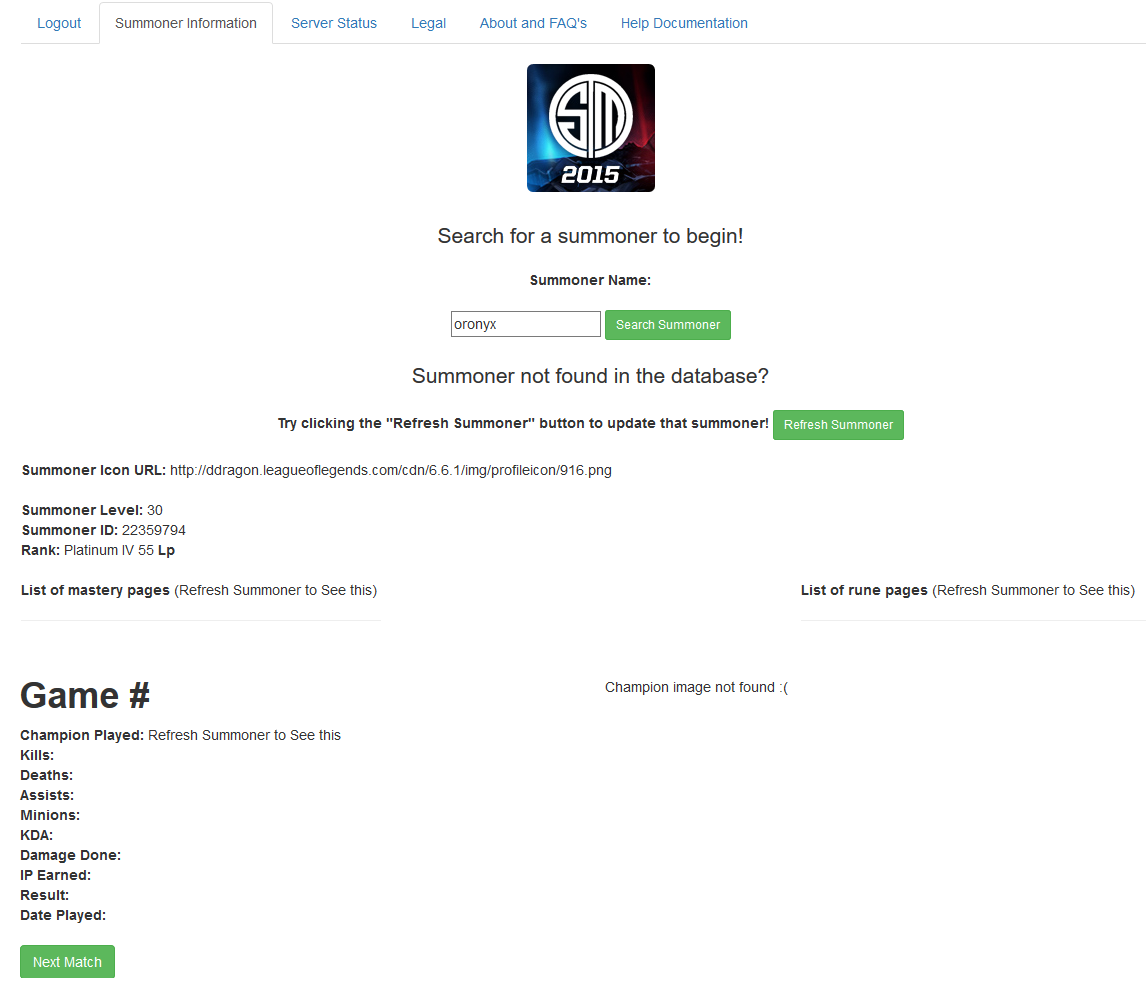 Logout Summoner Information Server Status Legal About and FAQ's Help Documentation
TSM
2015
Search for a summoner to begin!
Summoner Name:
oronyx Search Summoner
Summoner not found in the database?
Try clicking the "Refresh Summoner" button to update that summoner! Refresh Summoner
Summoner Icon URL: http://ddragon.leagueoflegends.com/cdn/6.6.1/img/profileicon/916.png
Summoner Level: 30
Summoner ID: 22359794
Rank: Platinum IV 55 Lp
List of mastery pages (Refresh Summoner to See this) List of rune pages (Refresh Summoner to See this)
Game #
Champion image not found :(
Champion Played: Refresh Summoner to See this
Kills:
Deaths:
Assists:
Minions:
KDA:
Damage Done:
IP Earned:
Result:
Date Played:
Next Match